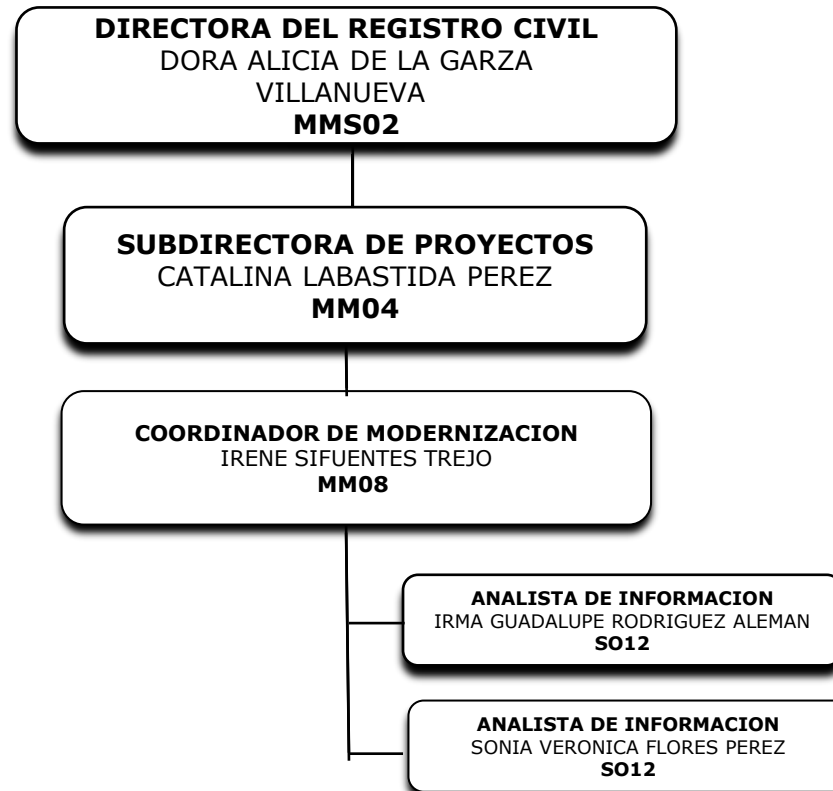 DIRECTORA DEL REGISTRO CIVIL
DORA ALICIA DE LA GARZA
VILLANUEVA
MMS02
SUBDIRECTORA DE PROYECTOS
CATALINA LABASTIDA PEREZ
MM04
COORDINADOR DE MODERNIZACION
IRENE SIFUENTES TREJO
MM08
ANALISTA DE INFORMACION
IRMA GUADALUPE RODRIGUEZ ALEMAN
SO12
ANALISTA DE INFORMACION
SONIA VERONICA FLORES PEREZ
SO12